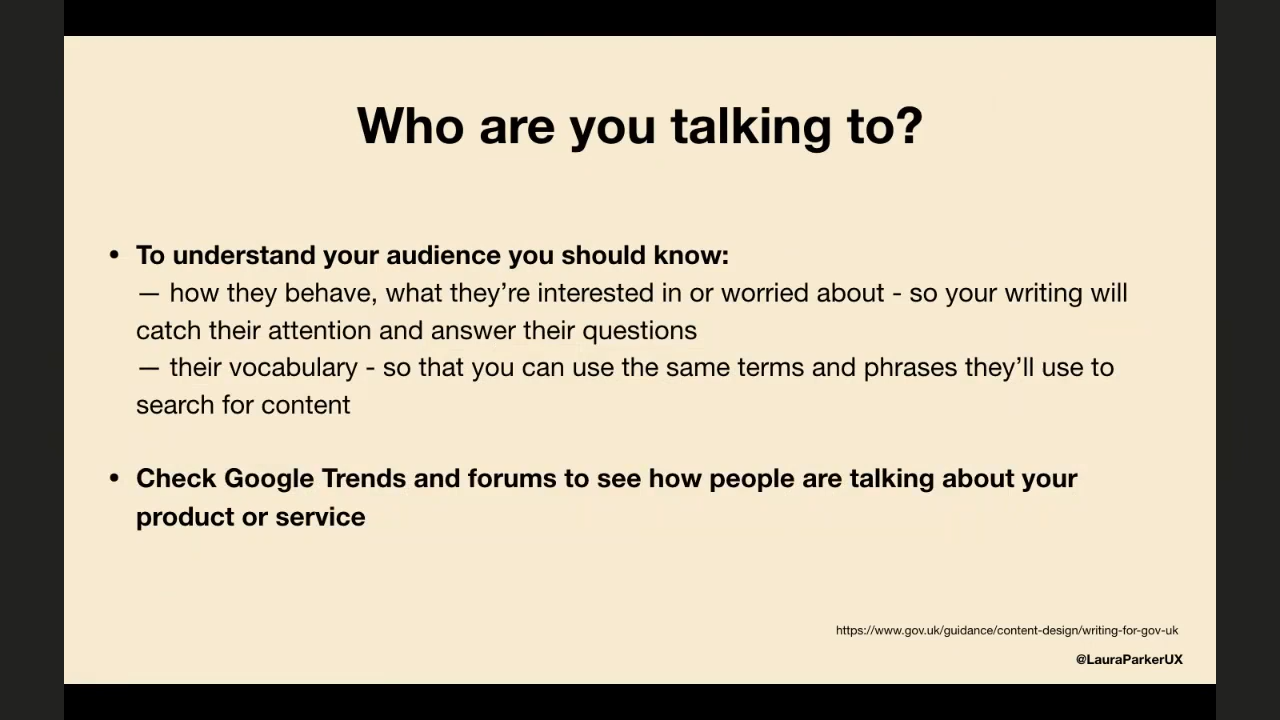 Who are you talking to?
• To understand your audience you should know:
— how they behave, what they’re interested in or worried about - so your writing will
catch their attention and answer their questions
— their vocabulary - so that you can use the same terms and phrases they’ll use to
search for content
• Check Google Trends and forums to see how people are talking about your
product or service
https://www.gov.uk/guidance/content-design/writing-for-gov-uk
@LauraParkerUX